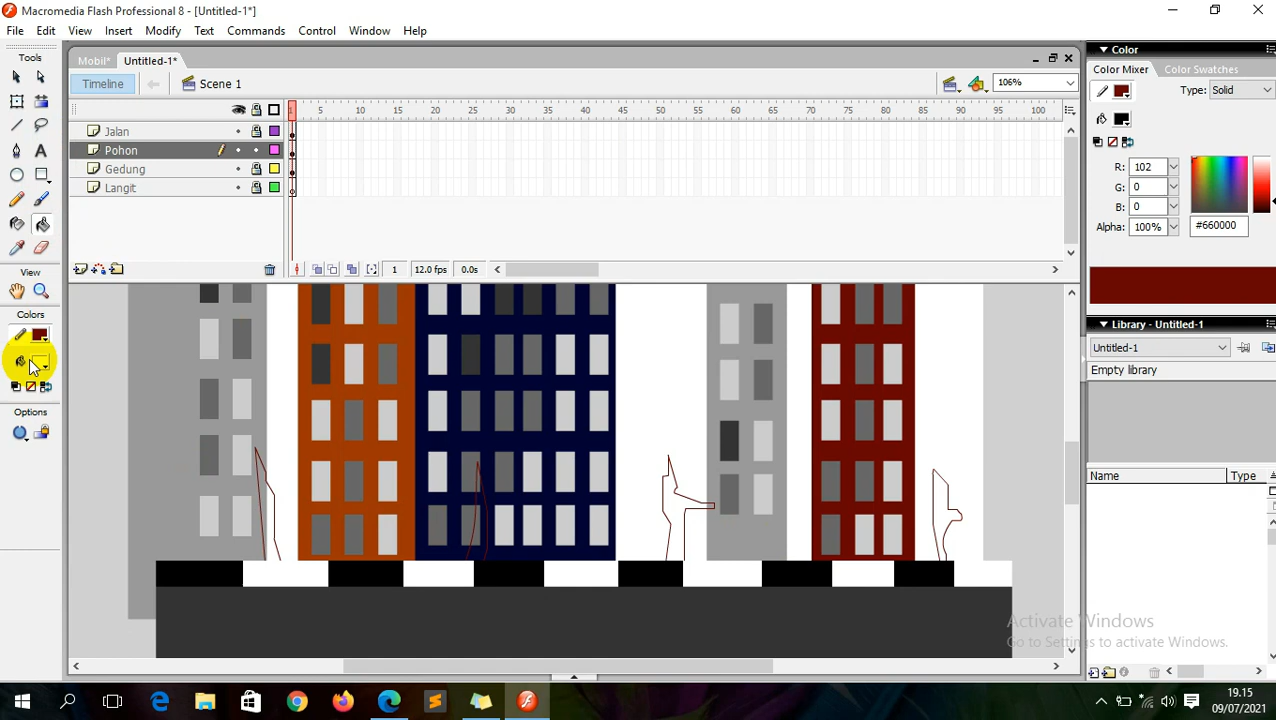 Macromedia Flash Professional 8 - [Untitled-1*]
File Edit View Insert Modify Text Commands Control Window Help
Tools
View
Colors
Options
Mobil* Untitled-1*
Timeline Scene 1 106%
1 5 10 15 20 25 30 35 40 45 50 55 60 65 70 75 80 85 90 95 100
Jalan
Pohon
Gedung
Langit
1 12.0 fps 0.0s
Color
Color Mixer Color Swatches
Type: Solid
R: 102
G: 0
B: 0
Alpha: 100% #660000
Library - Untitled-1
Untitled-1
Empty library
Name Type
Activate Windows
Go to Settings to activate Windows.
19.15
09/07/2021